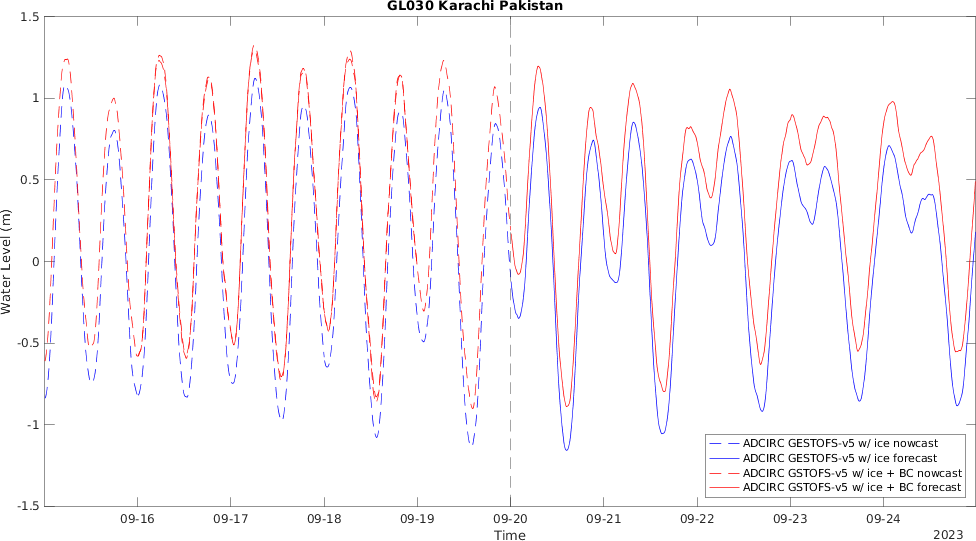 GL030 Karachi Pakistan
1.5
1
0.5
0
-0.5
-1
-1.5
Water Level (m)
09-16 09-17 09-18 09-19 09-20 09-21 09-22 09-23 09-24
Time
2023
ADCIRC GESTOFS-v5 w/ ice nowcast
ADCIRC GESTOFS-v5 w/ ice forecast
ADCIRC GSTOFS-v5 w/ ice + BC nowcast
ADCIRC GSTOFS-v5 w/ ice + BC forecast